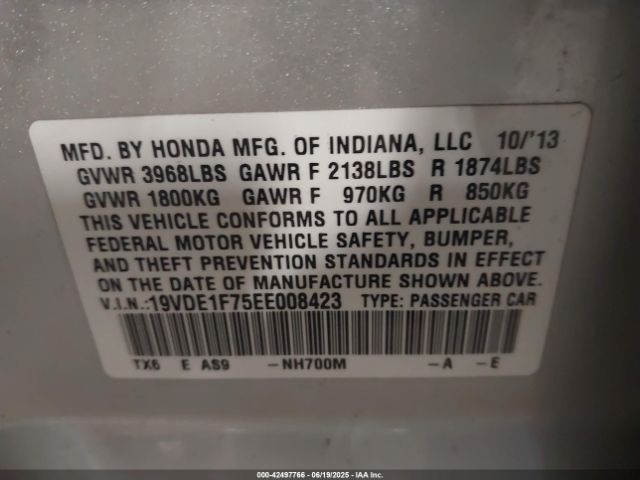 MFD. BY HONDA MFG. OF INDIANA, LLC 10/'13
GVWR 3968LBS GAWR F 2138LBS R 1874LBS
GVWR 1800KG GAWR F 970KG R 850KG
THIS VEHICLE CONFORMS TO ALL APPLICABLE
FEDERAL MOTOR VEHICLE SAFETY, BUMPER,
AND THEFT PREVENTION STANDARDS IN EFFECT
ON THE DATE OF MANUFACTURE SHOWN ABOVE.
V.I.N.:19VDE1F75EE008423 TYPE: PASSENGER CAR
TX6 E AS9 -NH700M -A -E
000-42497766 - 06/19/2025 - IAA Inc.